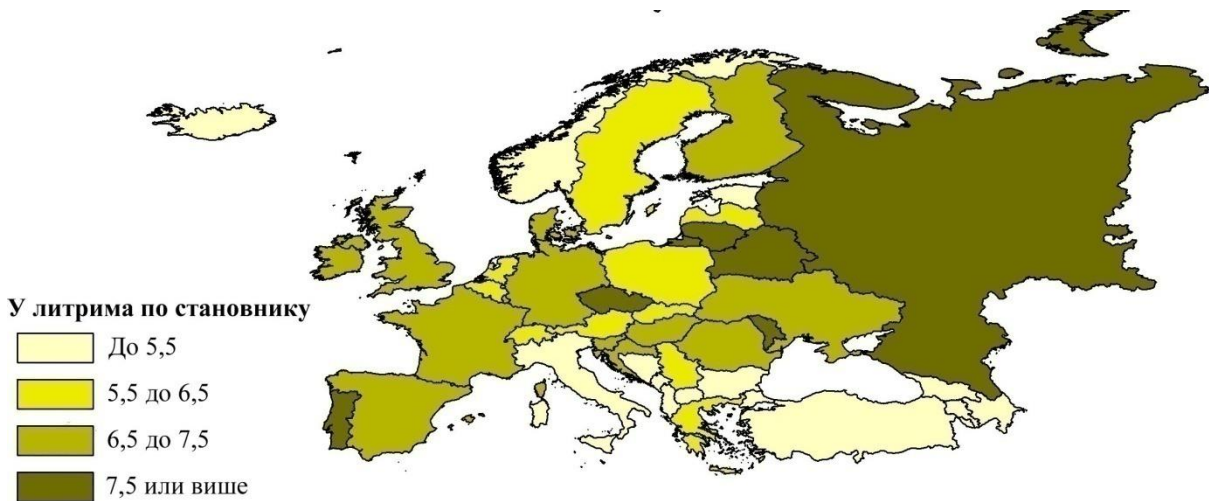 У литрима по становнику
До 5,5
5,5 до 6,5
6,5 до 7,5
7,5 или више